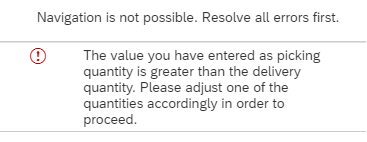 Navigation is not possible. Resolve all errors first.
The value you have entered as picking
quantity is greater than the delivery
quantity. Please adjust one of the
quantities accordingly in order to
proceed.